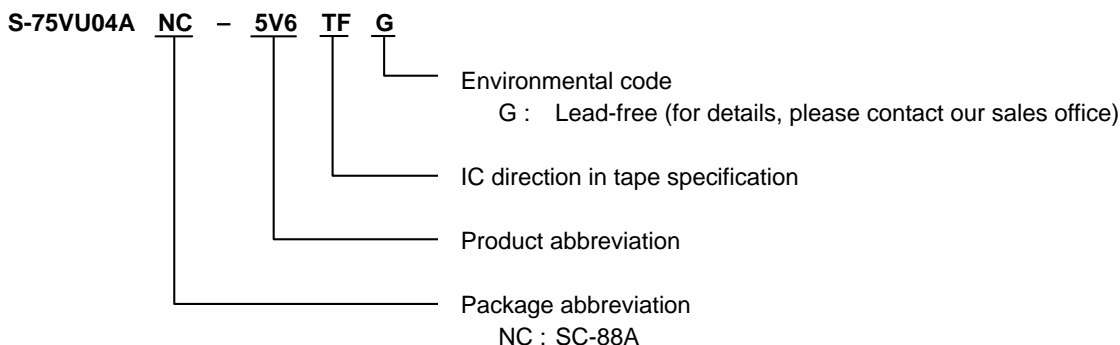 S-75VU04A NC – 5V6 TF G
Environmental code
G : Lead-free (for details, please contact our sales office)
IC direction in tape specification
Product abbreviation
Package abbreviation
NC : SC-88A